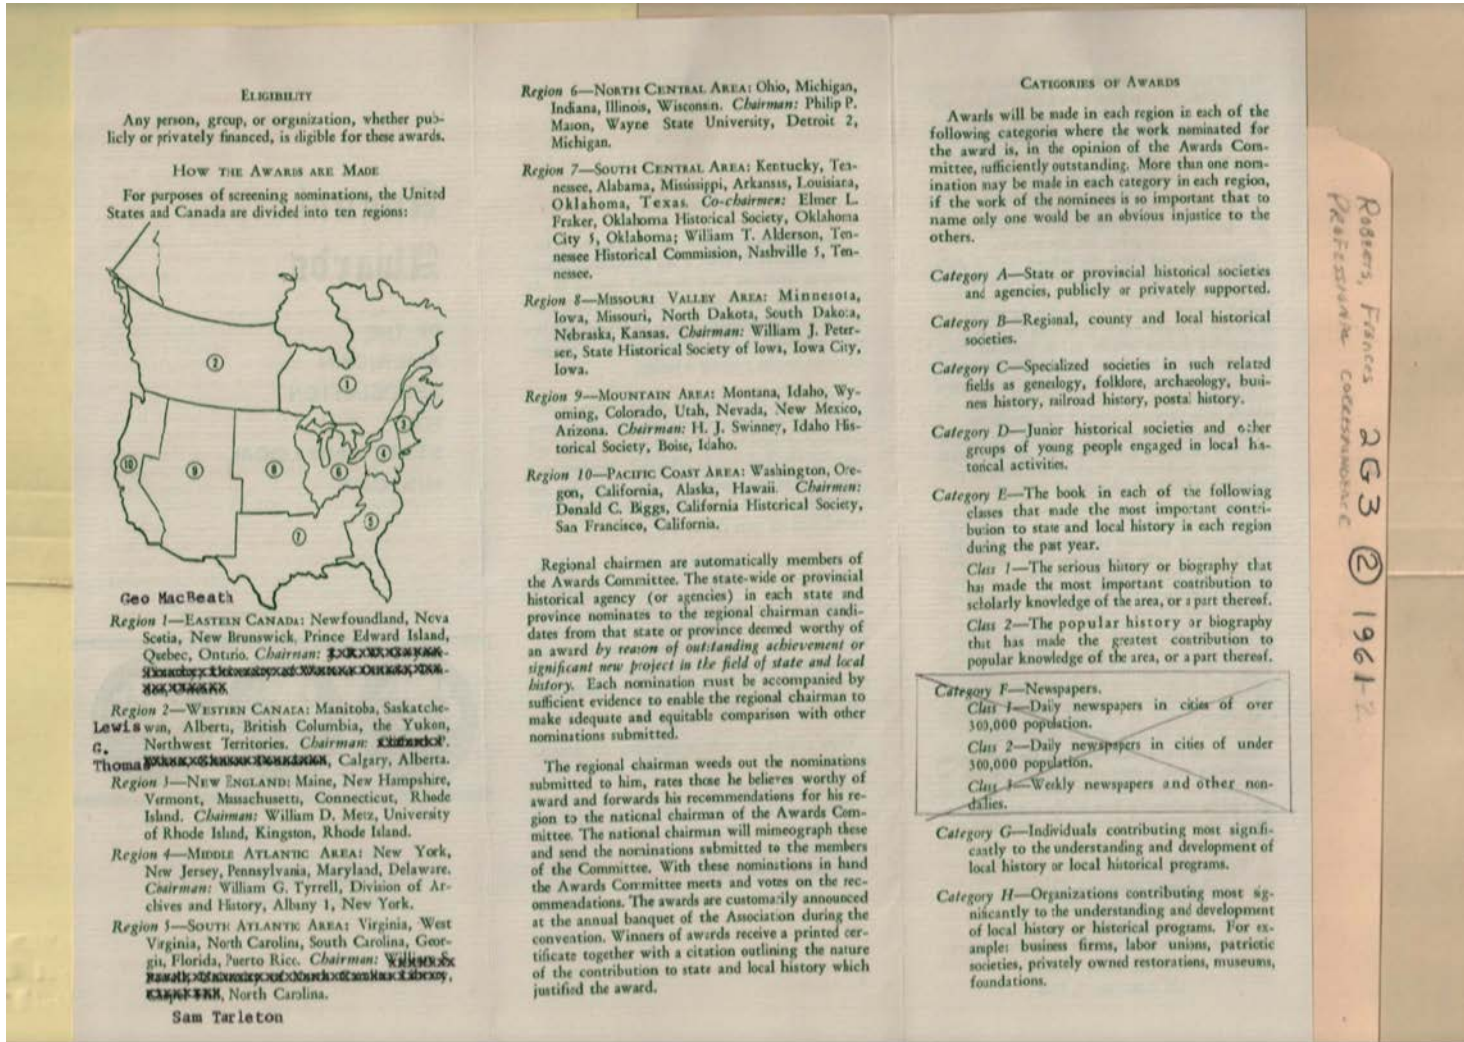 ELIGIBILITY
Any person, group, or organization, whether pub-
licly or privately financed, is eligible for these awards.
HOW THE AWARDS ARE MADE
For purposes of screening nominations, the United
States and Canada are divided into ten regions:
2
1
3
4
10
9
8
6
5
7
Geo MacBeath
Region 1—EASTERN CANADA: Newfoundland, Nova
Scotia, New Brunswick, Prince Edward Island,
Quebec, Ontario. Chairman:
Region 2—WESTERN CANADA: Manitoba, Saskatche-
Lewis wan, Alberta, British Columbia, the Yukon,
G. Northwest Territories. Chairman: P.
Thomas , Calgary, Alberta.
Region 3—NEW ENGLAND: Maine, New Hampshire,
Vermont, Massachusetts, Connecticut, Rhode
Island. Chairman: William D. Metz, University
of Rhode Island, Kingston, Rhode Island.
Region 4—MIDDLE ATLANTIC AREA: New York,
New Jersey, Pennsylvania, Maryland, Delaware.
Chairman: William G. Tyrrell, Division of Ar-
chives and History, Albany 1, New York.
Region 5—SOUTH ATLANTIC AREA: Virginia, West
Virginia, North Carolina, South Carolina, Geor-
gia, Florida, Puerto Rico. Chairman:
, North Carolina.
Sam Tarleton
Region 6—NORTH CENTRAL AREA: Ohio, Michigan,
Indiana, Illinois, Wisconsin. Chairman: Philip P.
Mason, Wayne State University, Detroit 2,
Michigan.
Region 7—SOUTH CENTRAL AREA: Kentucky, Ten-
nessee, Alabama, Mississippi, Arkansas, Louisiana,
Oklahoma, Texas. Co-chairmen: Elmer L.
Fraker, Oklahoma Historical Society, Oklahoma
City 5, Oklahoma; William T. Alderson, Ten-
nessee Historical Commission, Nashville 5, Ten-
nessee.
Region 8—MISSOURI VALLEY AREA: Minnesota,
Iowa, Missouri, North Dakota, South Dakota,
Nebraska, Kansas. Chairman: William J. Peter-
sen, State Historical Society of Iowa, Iowa City,
Iowa.
Region 9—MOUNTAIN AREA: Montana, Idaho, Wy-
oming, Colorado, Utah, Nevada, New Mexico,
Arizona. Chairman: H. J. Swinney, Idaho His-
torical Society, Boise, Idaho.
Region 10—PACIFIC COAST AREA: Washington, Ore-
gon, California, Alaska, Hawaii. Chairmen:
Donald C. Biggs, California Historical Society,
San Francisco, California.
Regional chairmen are automatically members of
the Awards Committee. The state-wide or provincial
historical agency (or agencies) in each state and
province nominates to the regional chairman candi-
dates from that state or province deemed worthy of
an award by reason of outstanding achievement or
significant new project in the field of state and local
history. Each nomination must be accompanied by
sufficient evidence to enable the regional chairman to
make adequate and equitable comparison with other
nominations submitted.
The regional chairman weeds out the nominations
submitted to him, rates those he believes worthy of
award and forwards his recommendations for his re-
gion to the national chairman of the Awards Com-
mittee. The national chairman will mimeograph these
and send the nominations submitted to the members
of the Committee. With these nominations in hand
the Awards Committee meets and votes on the rec-
ommendations. The awards are customarily announced
at the annual banquet of the Association during the
convention. Winners of awards receive a printed cer-
tificate together with a citation outlining the nature
of the contribution to state and local history which
justified the award.
CATEGORIES OF AWARDS
Awards will be made in each region in each of the
following categories where the work nominated for
the award is, in the opinion of the Awards Com-
mittee, sufficiently outstanding. More than one nom-
ination may be made in each category in each region,
if the work of the nominees is so important that to
name only one would be an obvious injustice to the
others.
Category A—State or provincial historical societies
and agencies, publicly or privately supported.
Category B—Regional, county and local historical
societies.
Category C—Specialized societies in such related
fields as genealogy, folklore, archaeology, busi-
ness history, railroad history, postal history.
Category D—Junior historical societies and other
groups of young people engaged in local his-
torical activities.
Category E—The book in each of the following
classes that made the most important contri-
bution to state and local history in each region
during the past year.
Class 1—The serious history or biography that
has made the most important contribution to
scholarly knowledge of the area, or a part thereof.
Class 2—The popular history or biography
that has made the greatest contribution to
popular knowledge of the area, or a part thereof.
Category F—Newspapers.
Class 1—Daily newspapers in cities of over
300,000 population.
Class 2—Daily newspapers in cities of under
300,000 population.
Class 3—Weekly newspapers and other non-
dailies.
Category G—Individuals contributing most signifi-
cantly to the understanding and development of
local history or local historical programs.
Category H—Organizations contributing most sig-
nificantly to the understanding and development
of local history or historical programs. For ex-
ample: business firms, labor unions, patriotic
societies, privately owned restorations, museums,
foundations.
Roberts, Frances 2G3 (2) 1961-2
PROFESSIONAL CORRESPONDENCE